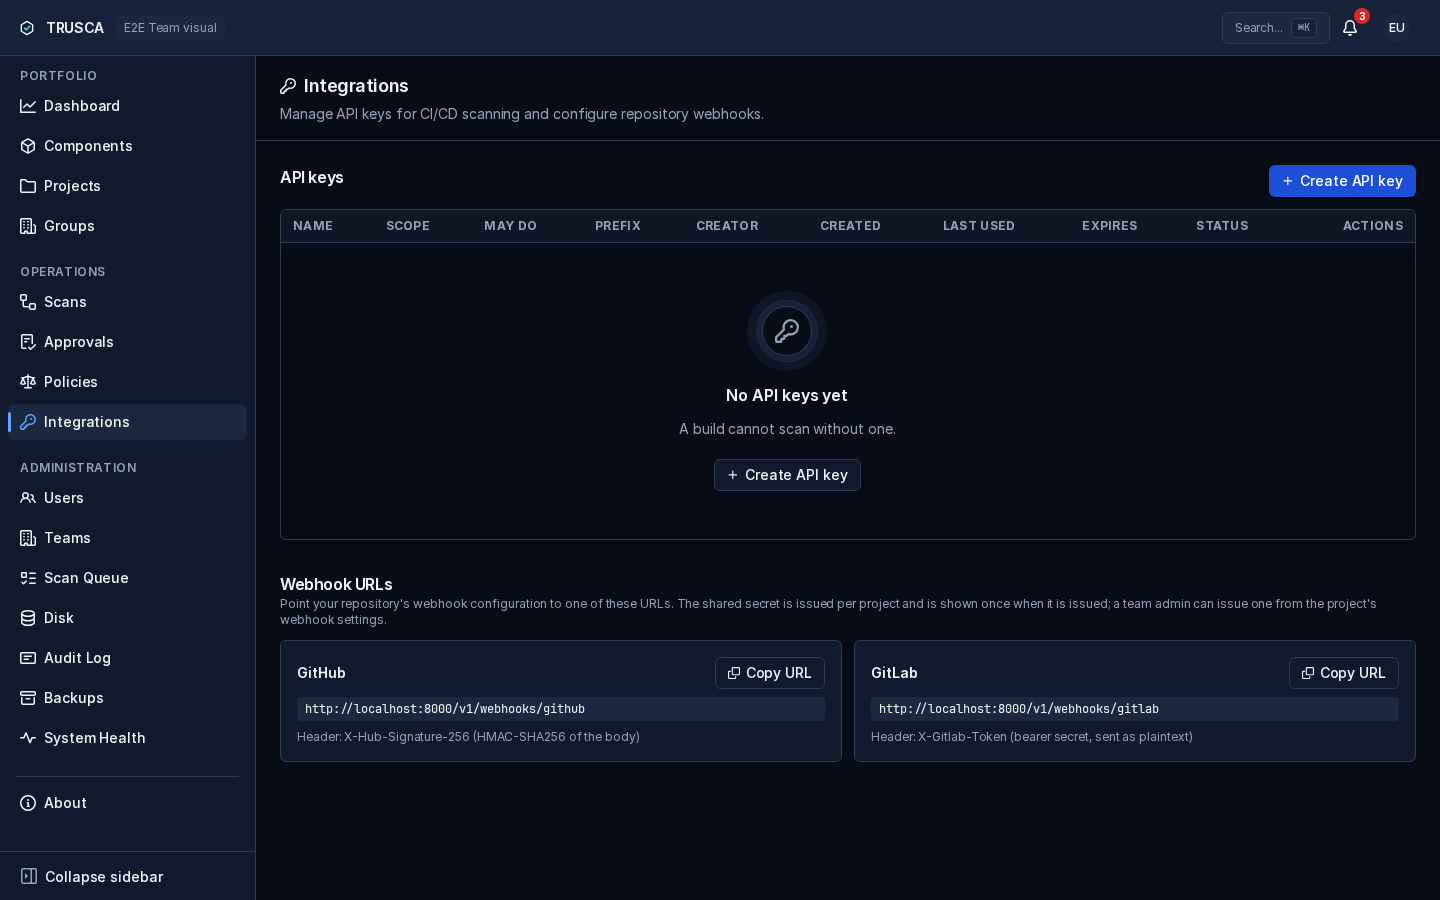 TRUSCA
E2E Team visual
Search...
⌘K
3
EU
PORTFOLIO
Dashboard
Components
Projects
Groups
OPERATIONS
Scans
Approvals
Policies
Integrations
ADMINISTRATION
Users
Teams
Scan Queue
Disk
Audit Log
Backups
System Health
About
Collapse sidebar
Integrations
Manage API keys for CI/CD scanning and configure repository webhooks.
API keys
+ Create API key
NAME SCOPE MAY DO PREFIX CREATOR CREATED LAST USED EXPIRES STATUS ACTIONS
No API keys yet
A build cannot scan without one.
+ Create API key
Webhook URLs
Point your repository's webhook configuration to one of these URLs. The shared secret is issued per project and is shown once when it is issued; a team admin can issue one from the project's
webhook settings.
GitHub
Copy URL
http://localhost:8000/v1/webhooks/github
Header: X-Hub-Signature-256 (HMAC-SHA256 of the body)
GitLab
Copy URL
http://localhost:8000/v1/webhooks/gitlab
Header: X-Gitlab-Token (bearer secret, sent as plaintext)